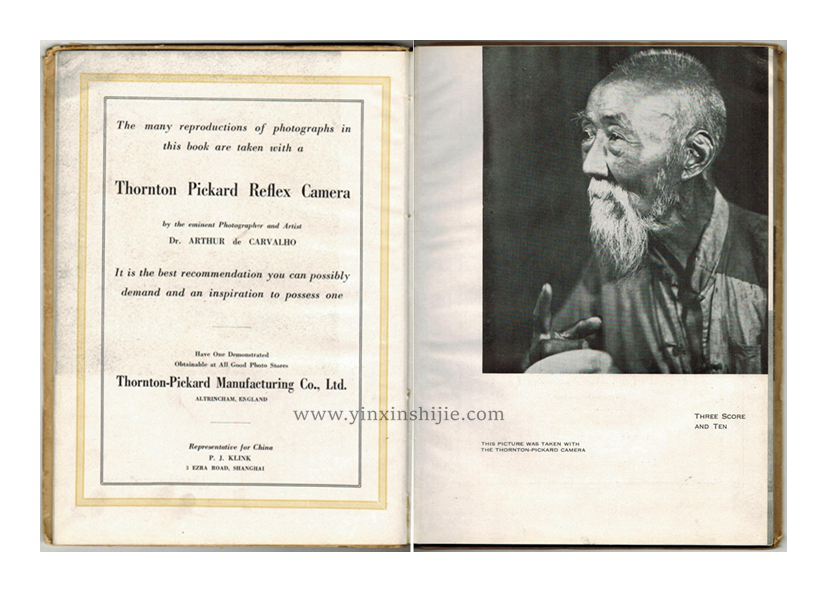 The many reproductions of photographs in
this book are taken with a
Thornton Pickard Reflex Camera
by the eminent Photographer and Artist
Dr. ARTHUR de CARVALHO
It is the best recommendation you can possibly
demand and an inspiration to possess one
Have One Demonstrated
Obtainable at All Good Photo Stores
Thornton-Pickard Manufacturing Co., Ltd.
ALTRINCHAM, ENGLAND
Representative for China
P. J. KLINK
3 EZRA ROAD, SHANGHAI
www.yinxinshijie.com
THREE SCORE
AND TEN
THIS PICTURE WAS TAKEN WITH
THE THORNTON-PICKARD CAMERA